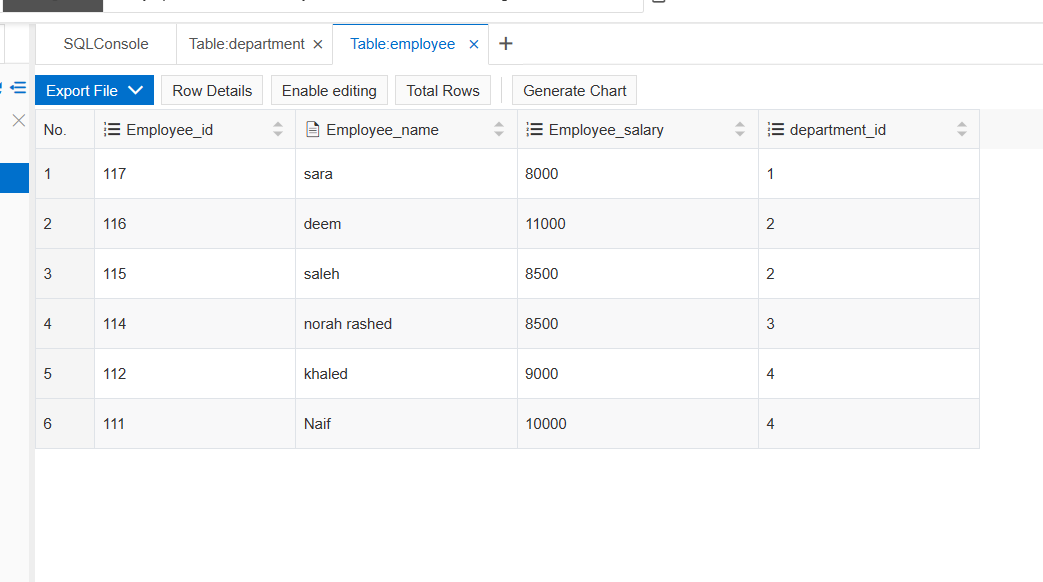 SQLConsole Table:department × Table:employee × +
Export File Row Details Enable editing Total Rows Generate Chart
No. Employee_id Employee_name Employee_salary department_id
1 117 sara 8000 1
2 116 deem 11000 2
3 115 saleh 8500 2
4 114 norah rashed 8500 3
5 112 khaled 9000 4
6 111 Naif 10000 4